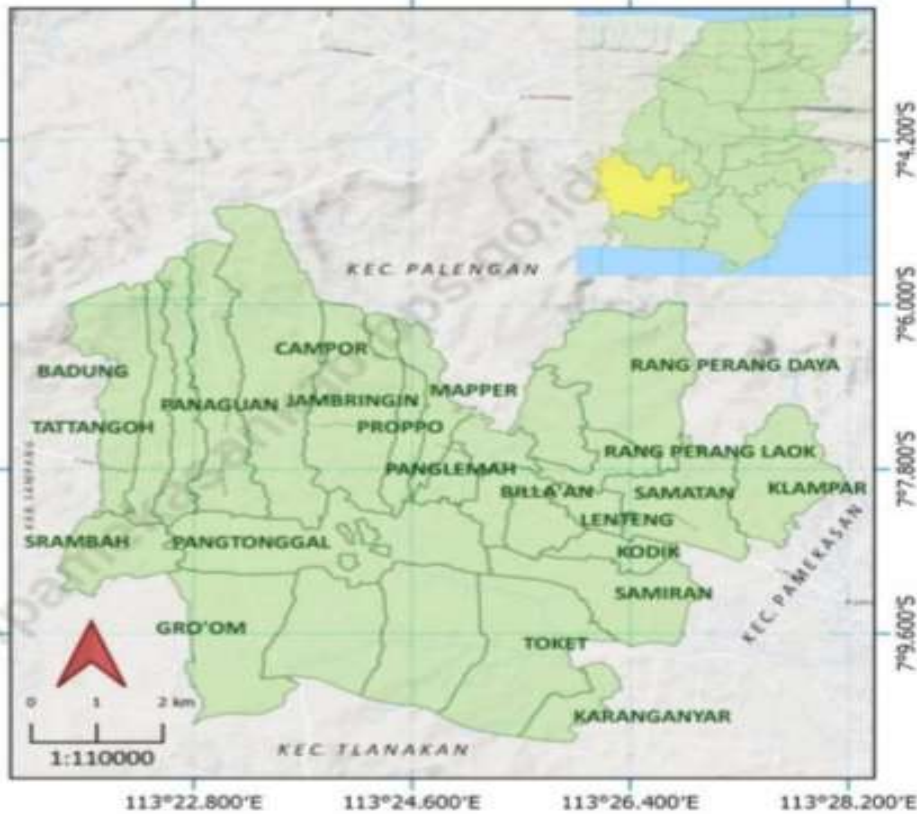 7°4.200'S
KEC. PALENGAN
7°6.000'S
CAMPOR
RANG PERANG DAYA
BADUNG
MAPPER
PANAGUAN
JAMBRINGIN
TATTANGOH
PROPPO
RANG PERANG LAOK
PANGLEMAH
7°7.800'S
BILLA'AN
SAMATAN
KLAMPAR
KAB. SAMPANG
LENTENG
SRAMBAH
PANGTONGGAL
KODIK
SAMIRAN
KEC. PAMEKASAN
GRO'OM
7°9.600'S
TOKET
0 1 2 km
KARANGANYAR
1:110000
KEC. TLANAKAN
113°22.800'E
113°24.600'E
113°26.400'E
113°28.200'E